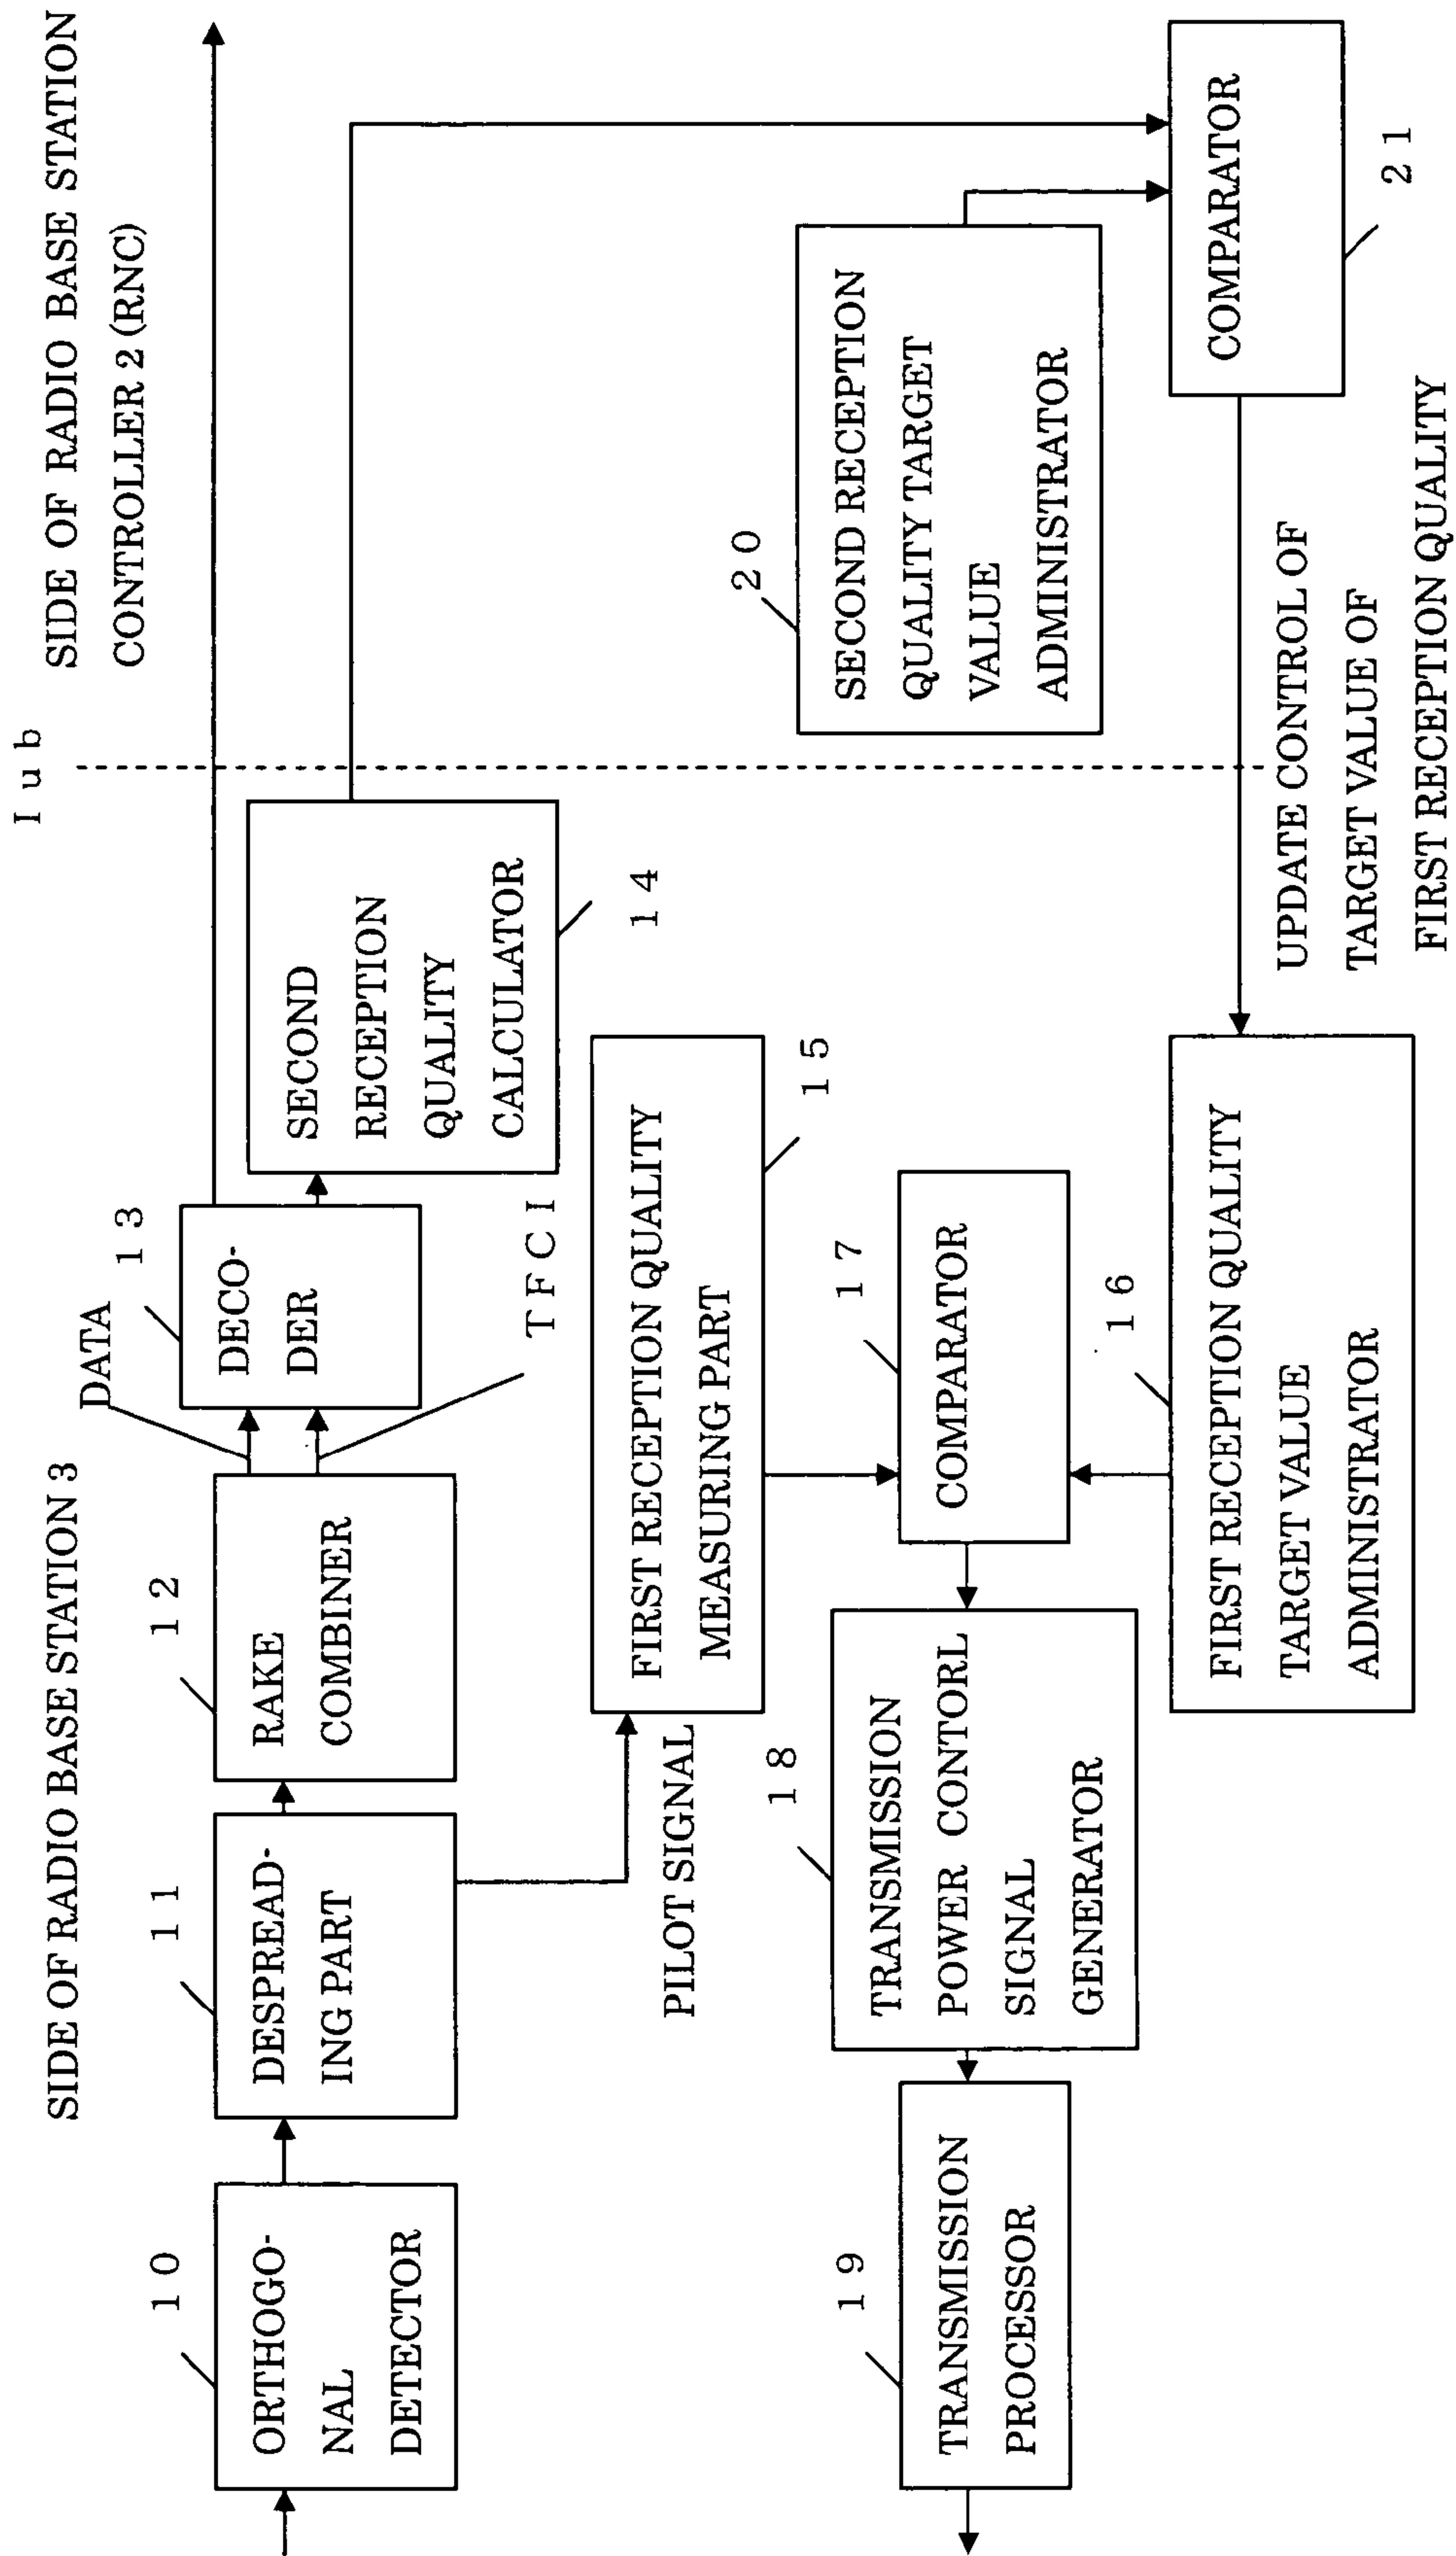 I u b
SIDE OF RADIO BASE STATION 3
SIDE OF RADIO BASE STATION
CONTROLLER 2 (RNC)
1 0
ORTHOGO-
NAL
DETECTOR
1 1
DESPREAD-
ING PART
1 2
RAKE
COMBINER
DATA
1 3
DECO-
DER
T F C I
SECOND
RECEPTION
QUALITY
CALCULATOR
1 4
PILOT SIGNAL
FIRST RECEPTION QUALITY
MEASURING PART
1 5
2 0
SECOND RECEPTION
QUALITY TARGET
VALUE
ADMINISTRATOR
1 9
TRANSMISSION
PROCESSOR
1 8
TRANSMISSION
POWER CONTORL
SIGNAL
GENERATOR
1 7
COMPARATOR
1 6
FIRST RECEPTION QUALITY
TARGET VALUE
ADMINISTRATOR
COMPARATOR
2 1
UPDATE CONTROL OF
TARGET VALUE OF
FIRST RECEPTION QUALITY